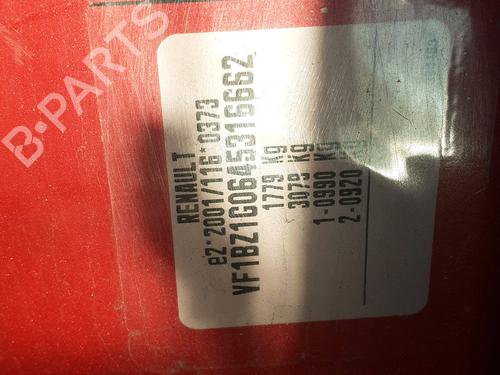 RENAULT
e2*2001/116*0373
VF1BZ1G0645316662
1779 Kg
3079 Kg
1-0990 Kg
2-0920
B-PARTS